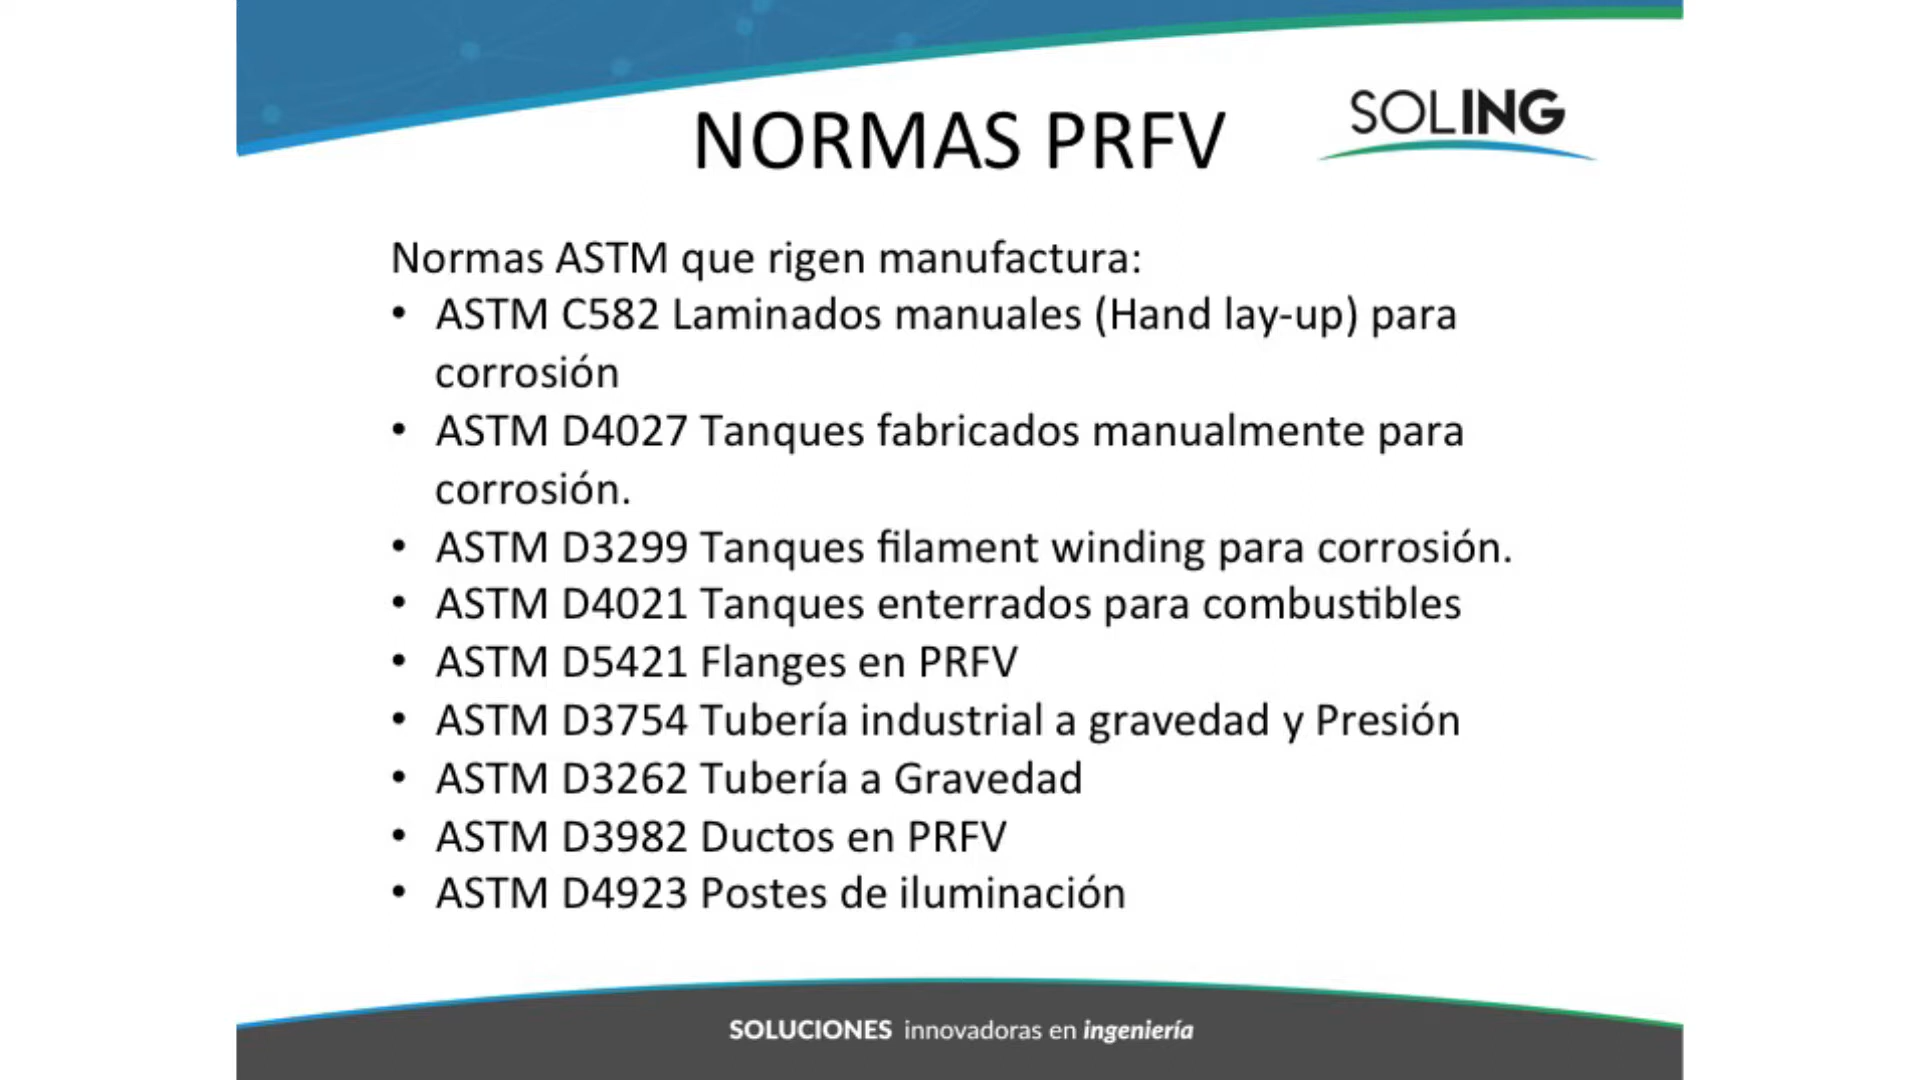 SOLING
NORMAS PRFV
Normas ASTM que rigen manufactura:
• ASTM C582 Laminados manuales (Hand lay-up) para
corrosión
• ASTM D4027 Tanques fabricados manualmente para
corrosión.
• ASTM D3299 Tanques filament winding para corrosión.
• ASTM D4021 Tanques enterrados para combustibles
• ASTM D5421 Flanges en PRFV
• ASTM D3754 Tubería industrial a gravedad y Presión
• ASTM D3262 Tubería a Gravedad
• ASTM D3982 Ductos en PRFV
• ASTM D4923 Postes de iluminación
SOLUCIONES innovadoras en ingeniería